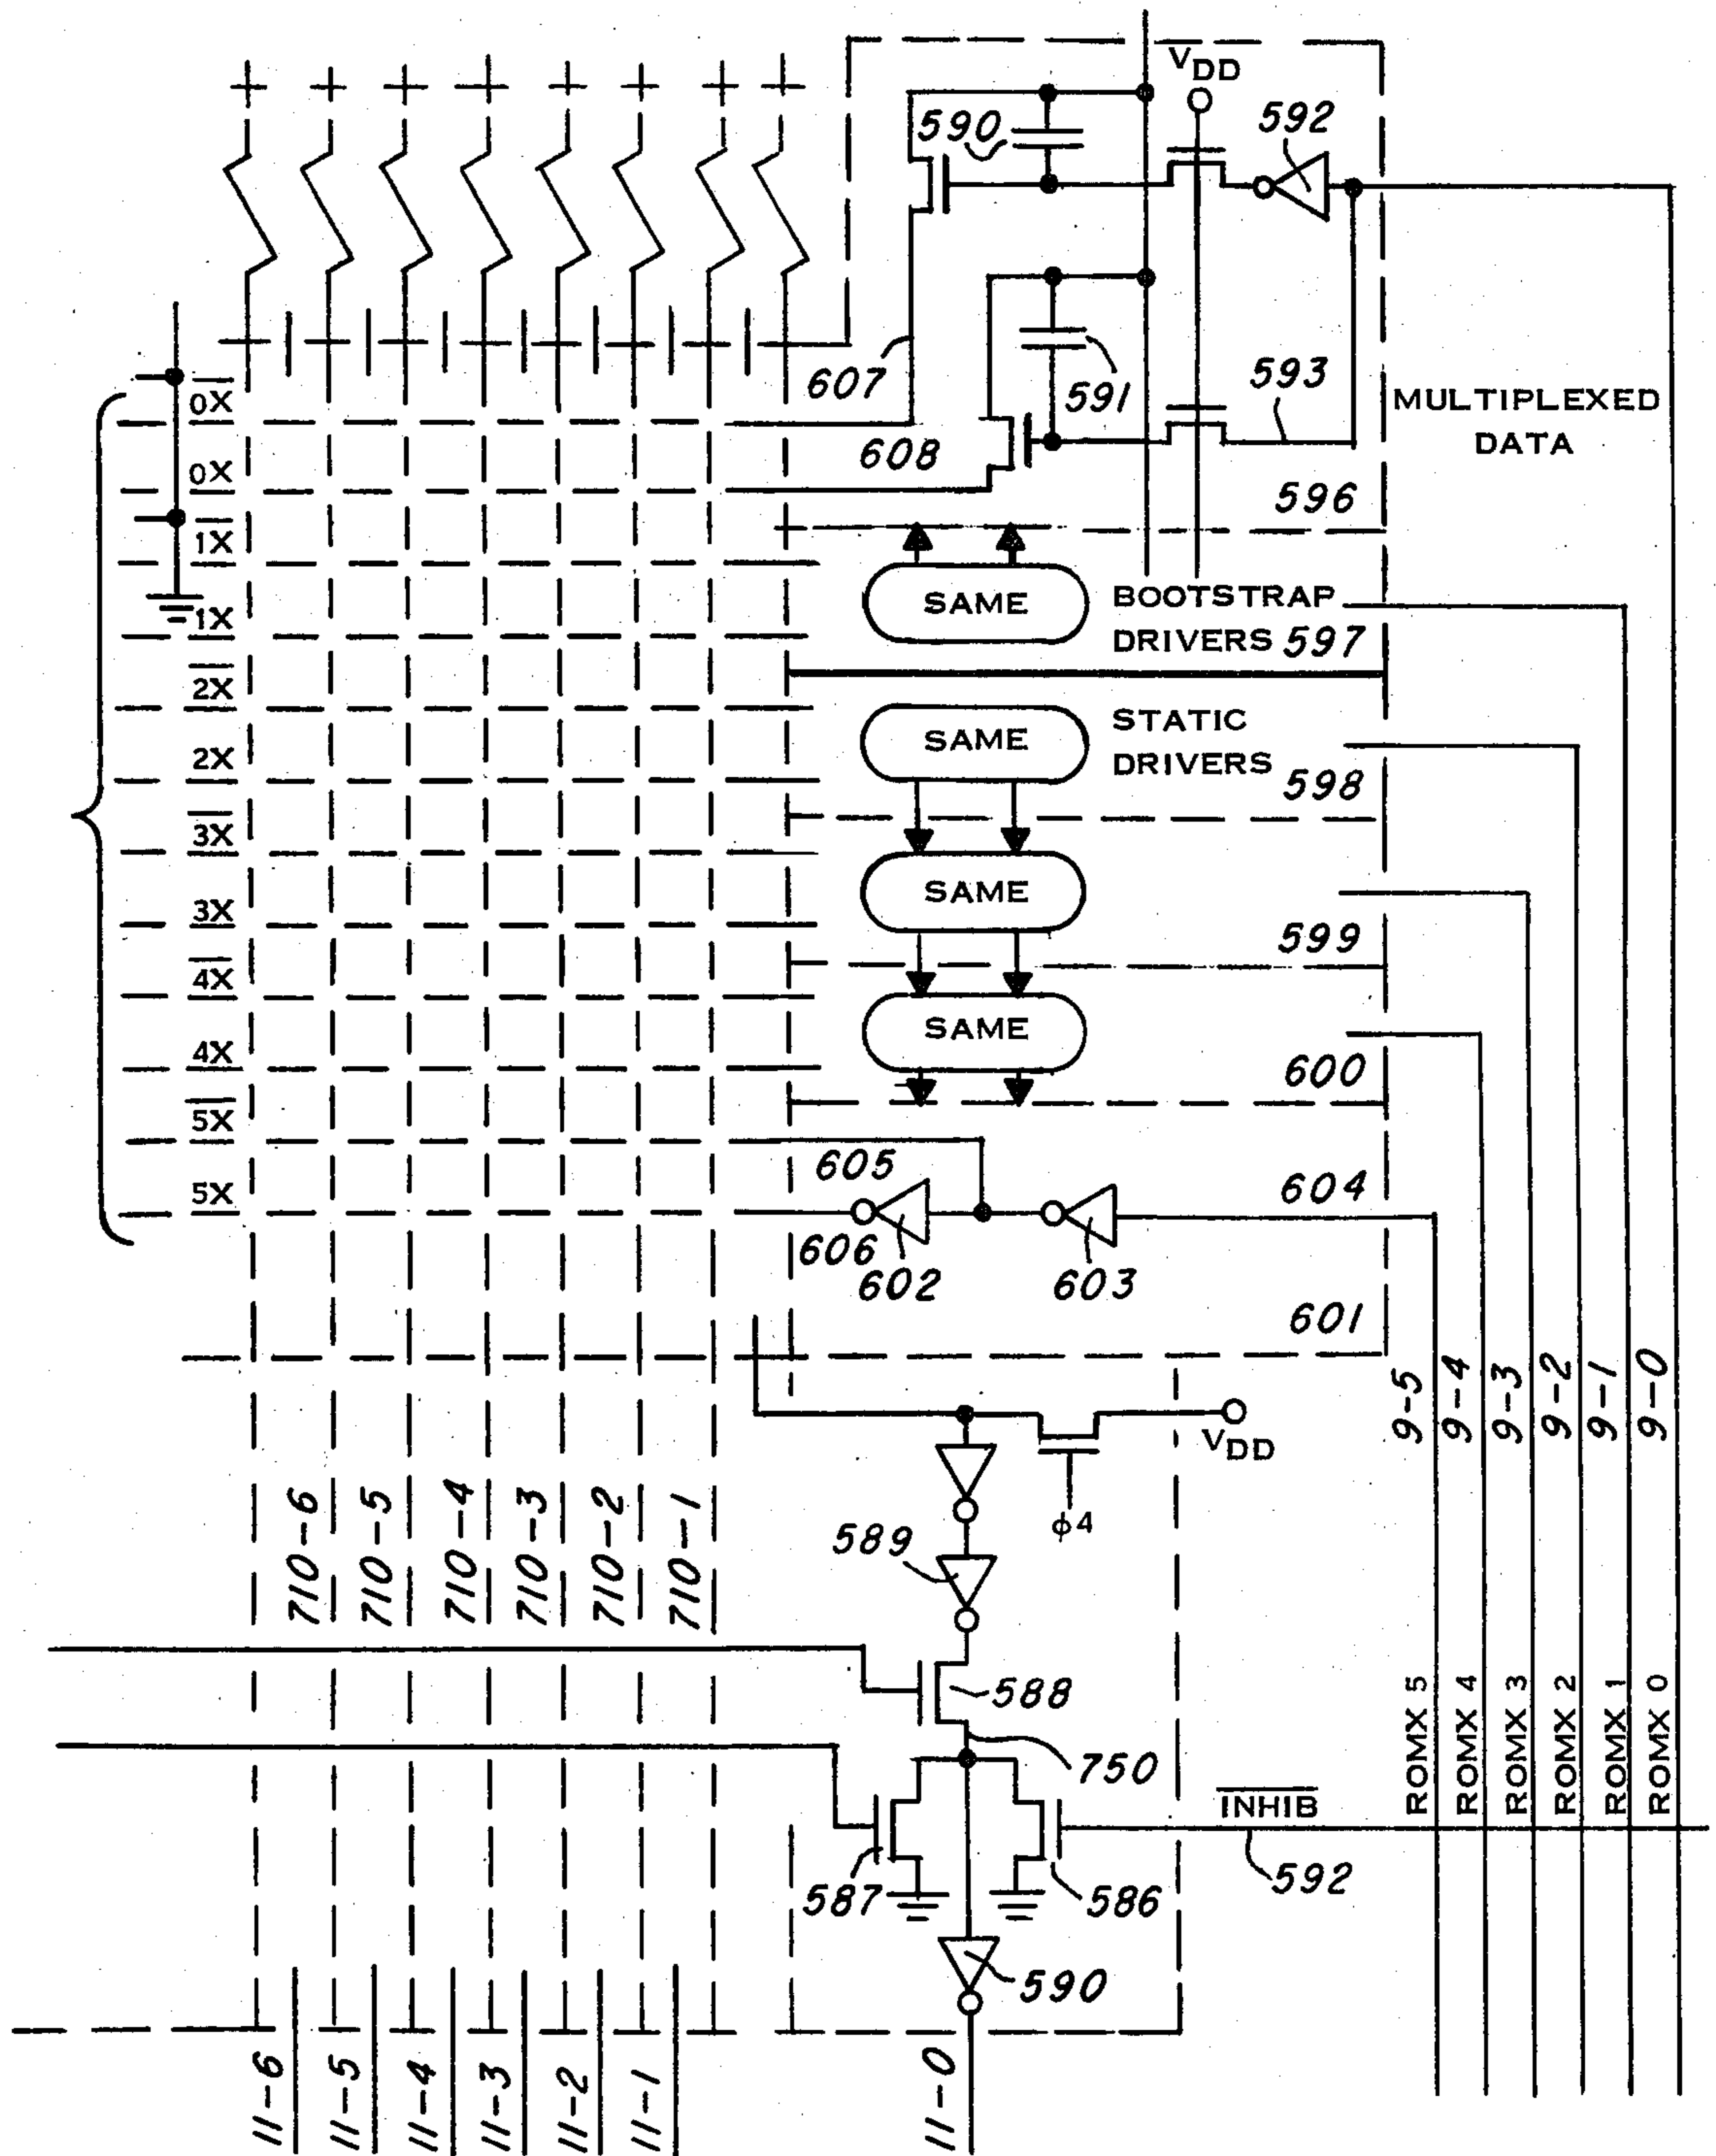 V_DD
590
592
607
591
593
MULTIPLEXED
DATA
608
596
0X̅
0X
1X̅
1X
2X̅
2X
3X̅
3X
4X̅
4X
5X̅
5X
SAME
BOOTSTRAP
DRIVERS 597
SAME
STATIC
DRIVERS
598
SAME
599
SAME
600
605
604
606
602
603
601
9-5
9-4
9-3
9-2
9-1
9-0
V_DD
φ4
589
710-6
710-5
710-4
710-3
710-2
710-1
588
750
ROMX 5
ROMX 4
ROMX 3
ROMX 2
ROMX 1
ROMX 0
I̅N̅H̅I̅B̅
592
587
586
590
11-6
11-5
11-4
11-3
11-2
11-1
11-0